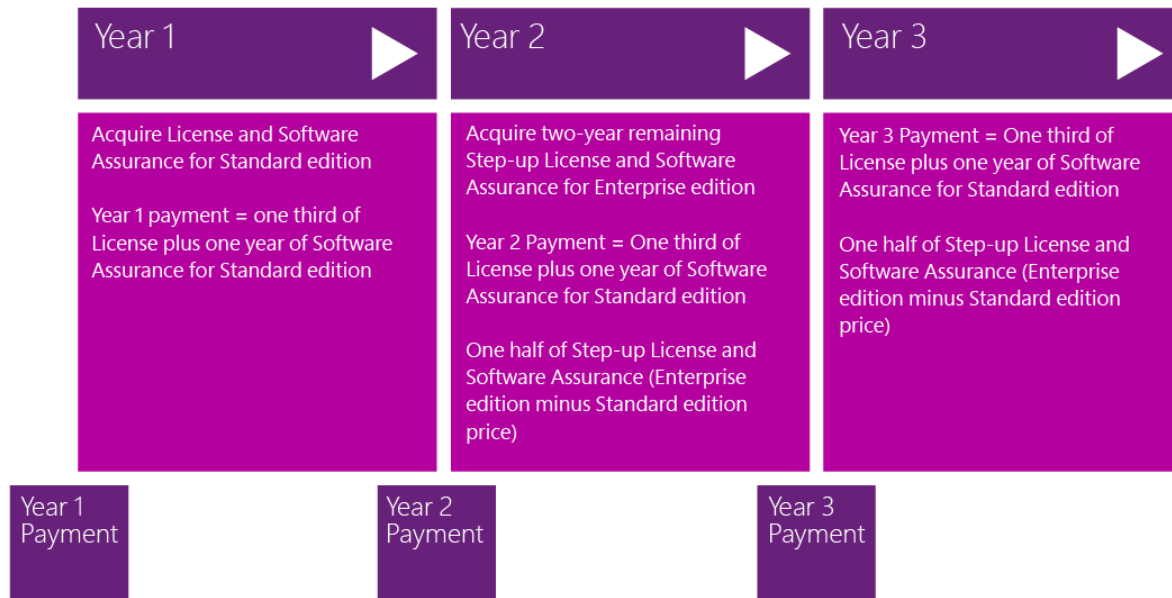 Year 1
Year 2
Year 3
Acquire License and Software
Assurance for Standard edition
Year 1 payment = one third of
License plus one year of Software
Assurance for Standard edition
Acquire two-year remaining
Step-up License and Software
Assurance for Enterprise edition
Year 2 Payment = One third of
License plus one year of Software
Assurance for Standard edition
One half of Step-up License and
Software Assurance (Enterprise
edition minus Standard edition
price)
Year 3 Payment = One third of
License plus one year of Software
Assurance for Standard edition
One half of Step-up License and
Software Assurance (Enterprise
edition minus Standard edition
price)
Year 1
Payment
Year 2
Payment
Year 3
Payment